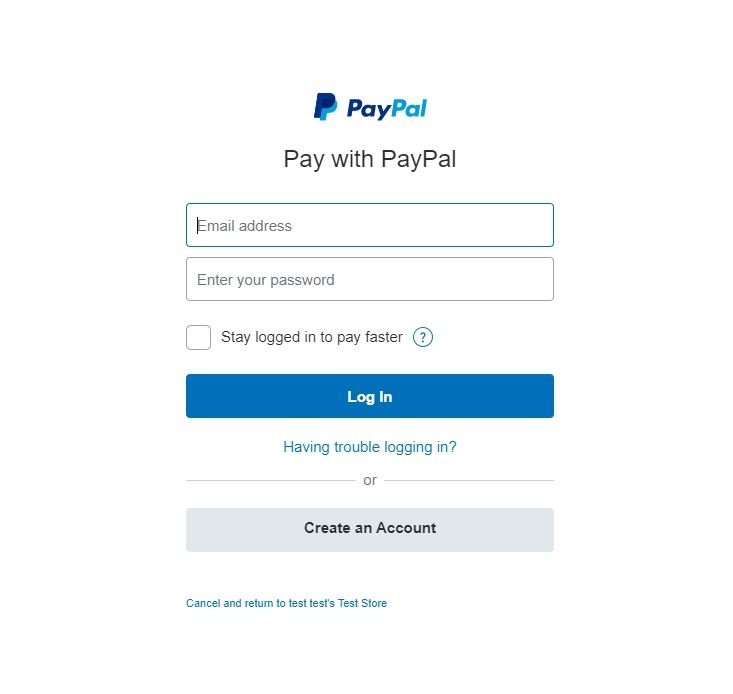 PayPal
Pay with PayPal
Email address
Enter your password
Stay logged in to pay faster ?
Log In
Having trouble logging in?
or
Create an Account
Cancel and return to test test's Test Store